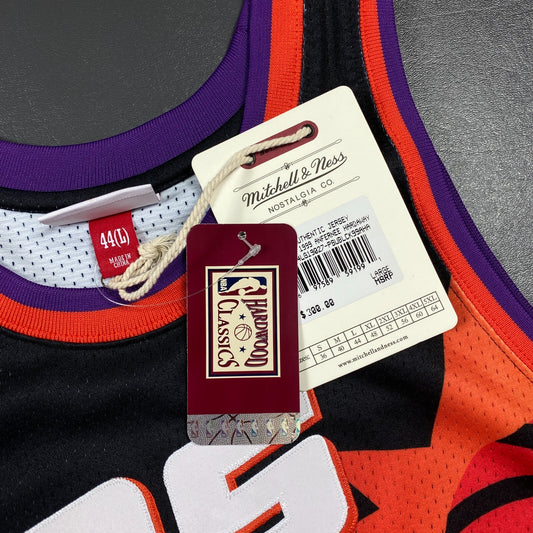 Mitchell & Ness
NOSTALGIA CO.
AUTHENTIC JERSEY
1999 ANFERNEE HARDAWAY
LARGE
MSRP
$300.00
S M L XL 2XL 3XL 4XL 5XL
36 40 44 48 52 56 60 64
www.mitchellandness.com
44(L)
MADE IN
CHINA
NBA
HARDWOOD
CLASSICS